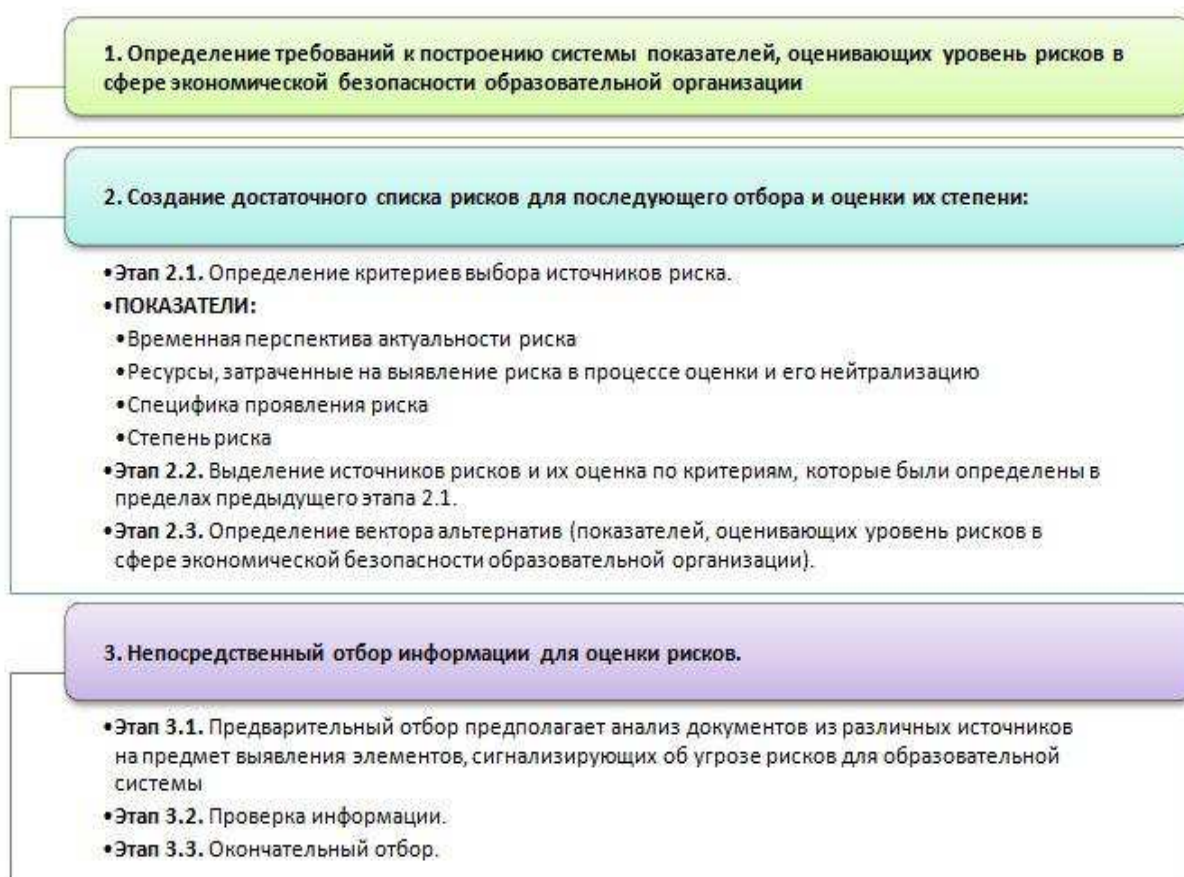 1. Определение требований к построению системы показателей, оценивающих уровень рисков в
сфере экономической безопасности образовательной организации
2. Создание достаточного списка рисков для последующего отбора и оценки их степени:
•Этап 2.1. Определение критериев выбора источников риска.
•ПОКАЗАТЕЛИ:
•Временная перспектива актуальности риска
•Ресурсы, затраченные на выявление риска в процессе оценки и его нейтрализацию
•Специфика проявления риска
•Степень риска
•Этап 2.2. Выделение источников рисков и их оценка по критериям, которые были определены в
пределах предыдущего этапа 2.1.
•Этап 2.3. Определение вектора альтернатив (показателей, оценивающих уровень рисков в
сфере экономической безопасности образовательной организации).
3. Непосредственный отбор информации для оценки рисков.
•Этап 3.1. Предварительный отбор предполагает анализ документов из различных источников
на предмет выявления элементов, сигнализирующих об угрозе рисков для образовательной
системы
•Этап 3.2. Проверка информации.
•Этап 3.3. Окончательный отбор.